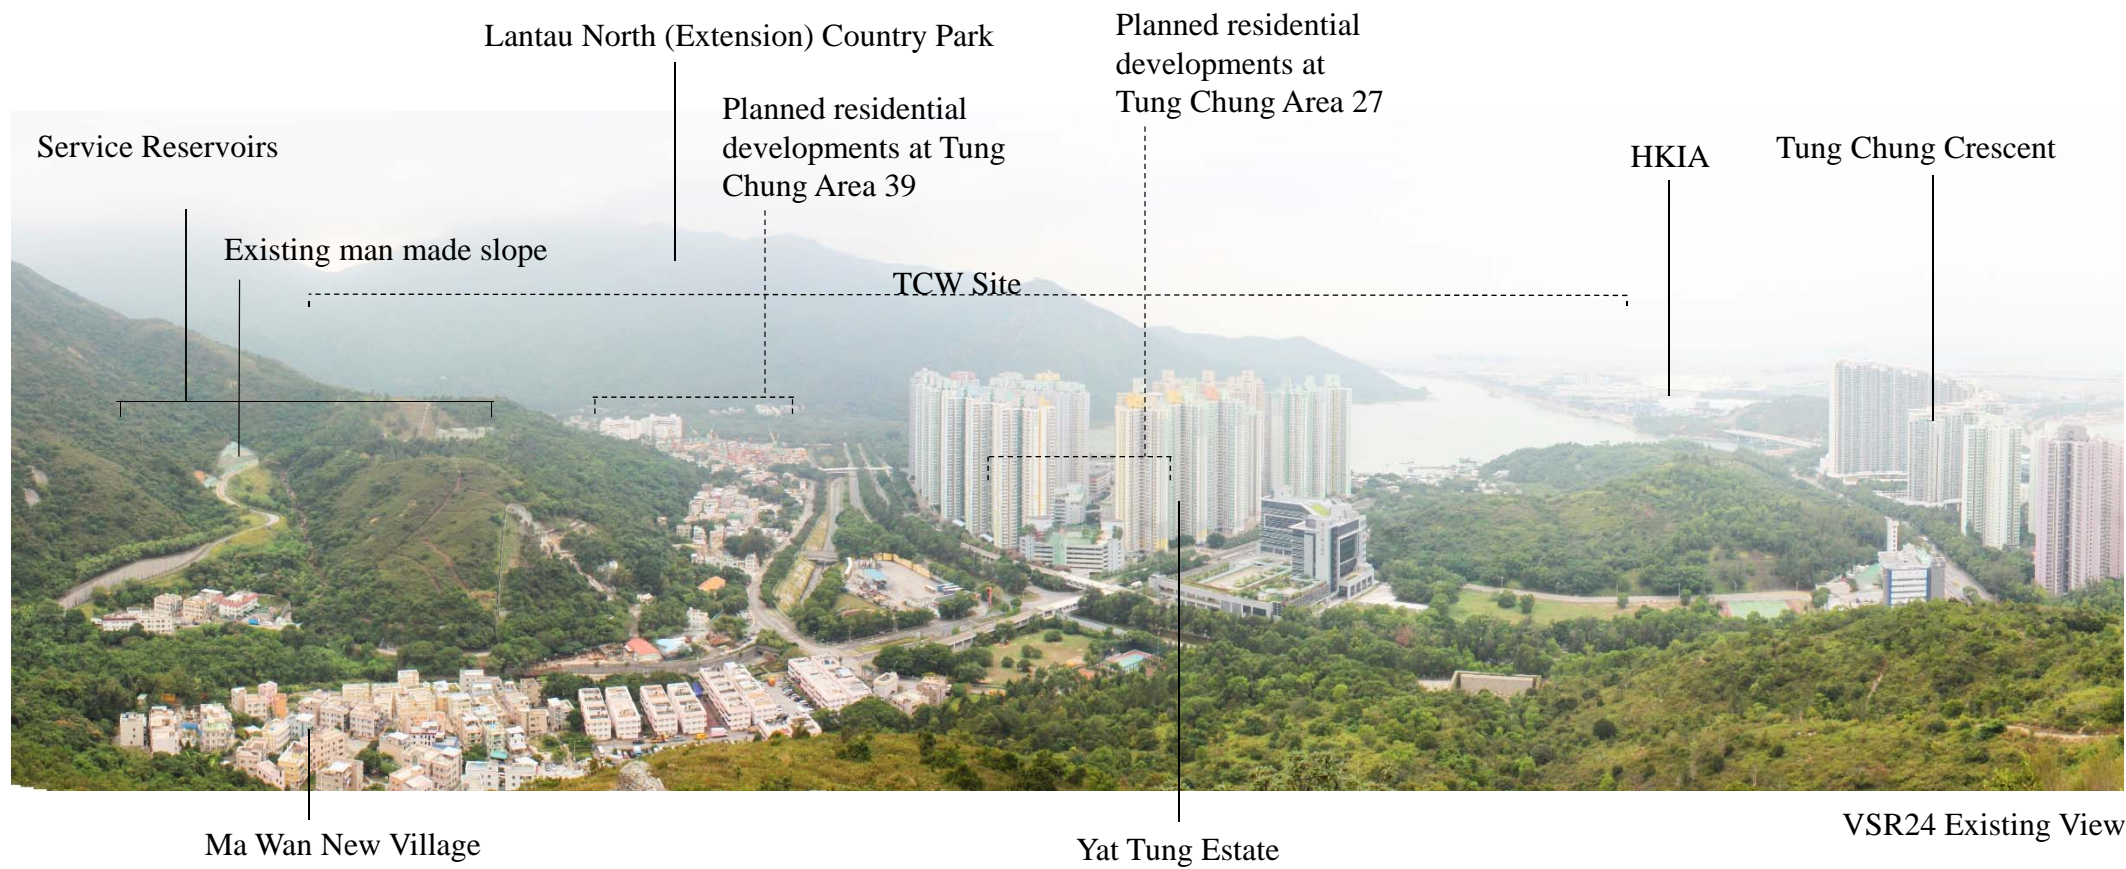 Lantau North (Extension) Country Park
Planned residential
developments at
Tung Chung Area 27
Planned residential
developments at Tung
Chung Area 39
Service Reservoirs
HKIA
Tung Chung Crescent
Existing man made slope
TCW Site
VSR24 Existing View
Ma Wan New Village
Yat Tung Estate